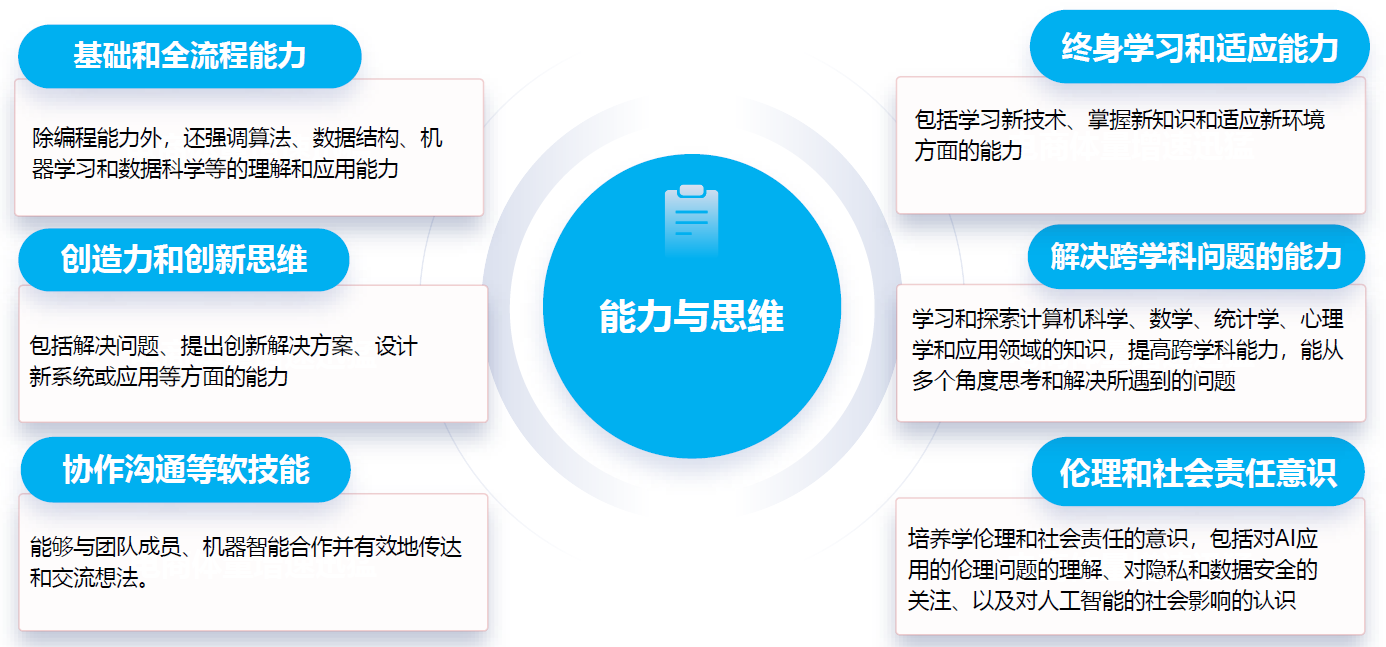 基础和全流程能力
除编程能力外，还强调算法、数据结构、机
器学习和数据科学等的理解和应用能力
创造力和创新思维
包括解决问题、提出创新解决方案、设计
新系统或应用等方面的能力
协作沟通等软技能
能够与团队成员、机器智能合作并有效地传达
和交流想法。
能力与思维
终身学习和适应能力
包括学习新技术、掌握新知识和适应新环境
方面的能力
解决跨学科问题的能力
学习和探索计算机科学、数学、统计学、心理
学和应用领域的知识，提高跨学科能力，能从
多个角度思考和解决所遇到的问题
伦理和社会责任意识
培养学伦理和社会责任的意识，包括对AI应
用的伦理问题的理解、对隐私和数据安全的
关注、以及对人工智能的社会影响的认识